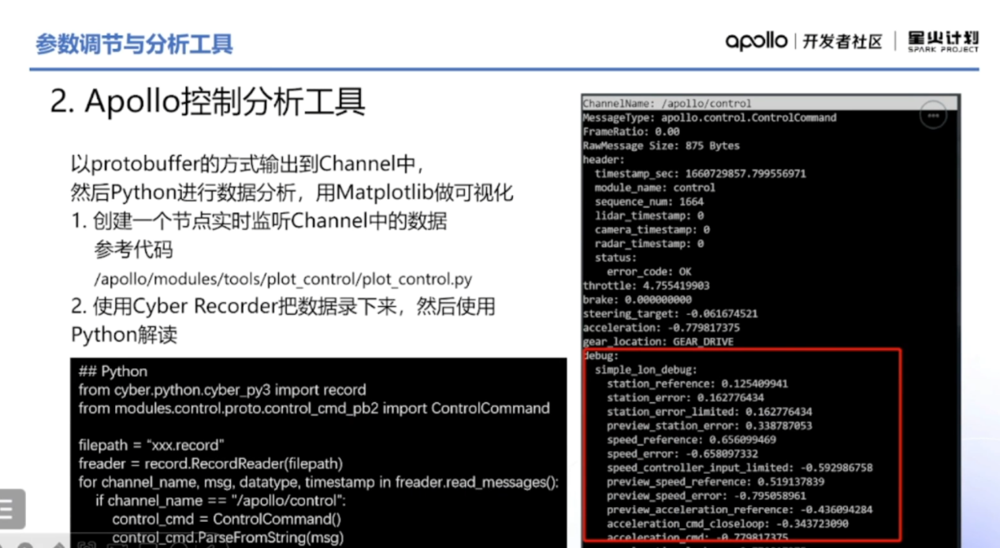 参数调节与分析工具
apollo | 开发者社区 | 星火计划
SPARK PROJECT
2. Apollo控制分析工具
以protobuffer的方式输出到Channel中，
然后Python进行数据分析，用Matplotlib做可视化
1. 创建一个节点实时监听Channel中的数据
参考代码
/apollo/modules/tools/plot_control/plot_control.py
2. 使用Cyber Recorder把数据录下来，然后使用
Python解读
## Python
from cyber.python.cyber_py3 import record
from modules.control.proto.control_cmd_pb2 import ControlCommand
filepath = "xxx.record"
freader = record.RecordReader(filepath)
for channel_name, msg, datatype, timestamp in freader.read_messages():
if channel_name == "/apollo/control":
control_cmd = ControlCommand()
control_cmd.ParseFromString(msg)
ChannelName: /apollo/control
MessageType: apollo.control.ControlCommand
FrameRatio: 0.00
RawMessage Size: 875 Bytes
header:
timestamp_sec: 1660729857.799556971
module_name: control
sequence_num: 1664
lidar_timestamp: 0
camera_timestamp: 0
radar_timestamp: 0
status:
error_code: OK
throttle: 4.755419903
brake: 0.000000000
steering_target: -0.061674521
acceleration: -0.779817375
gear_location: GEAR_DRIVE
debug:
simple_lon_debug:
station_reference: 0.125409941
station_error: 0.162776434
station_error_limited: 0.162776434
preview_station_error: 0.338787053
speed_reference: 0.656099469
speed_error: -0.658097332
speed_controller_input_limited: -0.592986758
preview_speed_reference: 0.519137839
preview_speed_error: -0.795058961
preview_acceleration_reference: -0.436094284
acceleration_cmd_closeloop: -0.343723090
acceleration_cmd: -0.779817375